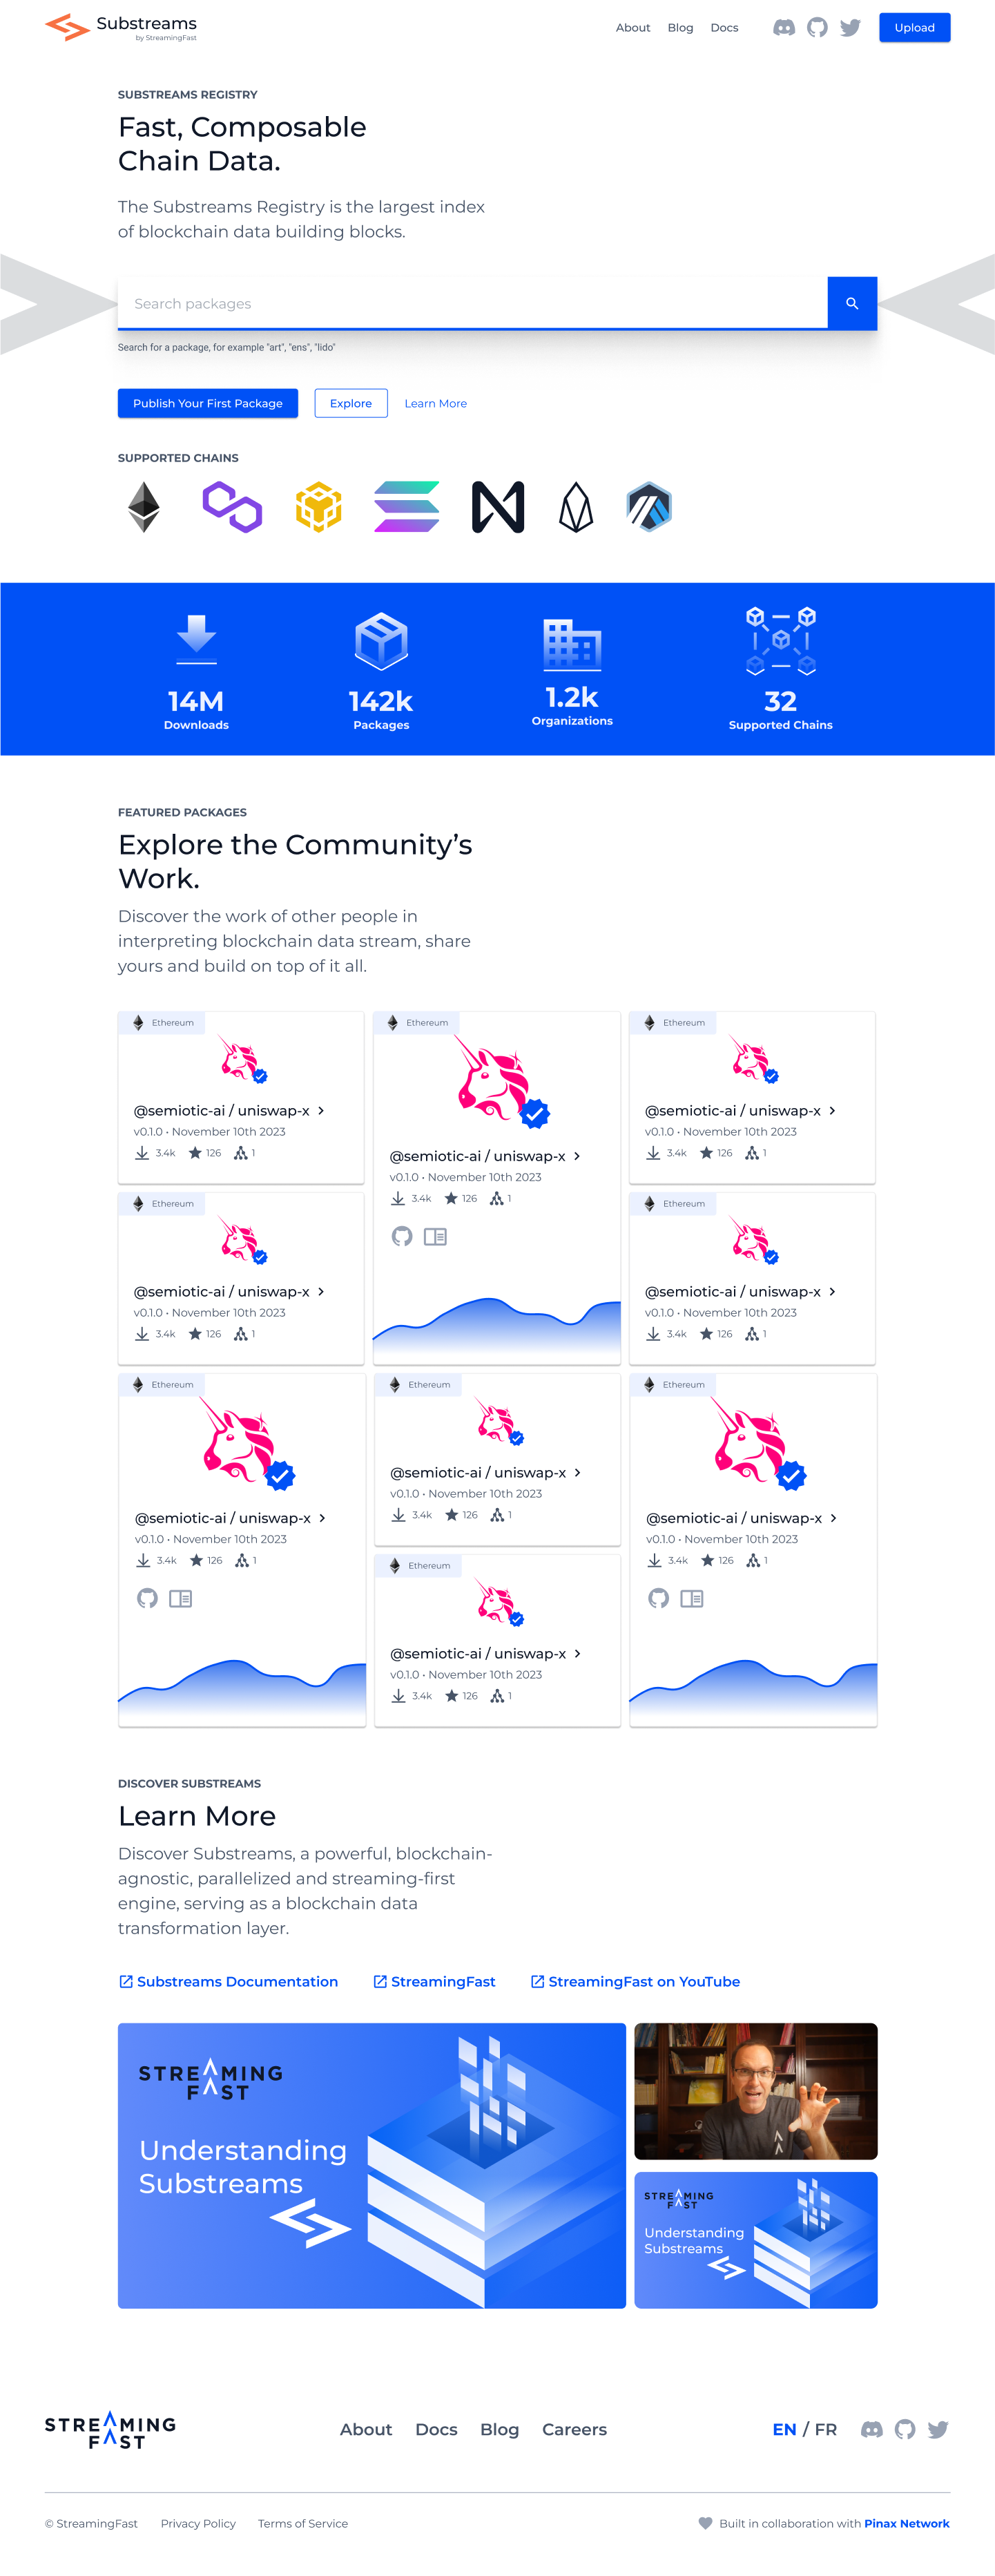 Substreams
by StreamingFast
About Blog Docs Upload
SUBSTREAMS REGISTRY
Fast, Composable
Chain Data.
The Substreams Registry is the largest index
of blockchain data building blocks.
Search packages
Search for a package, for example "art", "ens", "lido"
Publish Your First Package Explore Learn More
SUPPORTED CHAINS
14M 142k 1.2k 32
Downloads Packages Organizations Supported Chains
FEATURED PACKAGES
Explore the Community’s
Work.
Discover the work of other people in
interpreting blockchain data stream, share
yours and build on top of it all.
Ethereum
@semiotic-ai / uniswap-x
v0.1.0 • November 10th 2023
3.4k 126 1
Ethereum
@semiotic-ai / uniswap-x
v0.1.0 • November 10th 2023
3.4k 126 1
Ethereum
@semiotic-ai / uniswap-x
v0.1.0 • November 10th 2023
3.4k 126 1
Ethereum
@semiotic-ai / uniswap-x
v0.1.0 • November 10th 2023
3.4k 126 1
Ethereum
@semiotic-ai / uniswap-x
v0.1.0 • November 10th 2023
3.4k 126 1
Ethereum
@semiotic-ai / uniswap-x
v0.1.0 • November 10th 2023
3.4k 126 1
Ethereum
@semiotic-ai / uniswap-x
v0.1.0 • November 10th 2023
3.4k 126 1
Ethereum
@semiotic-ai / uniswap-x
v0.1.0 • November 10th 2023
3.4k 126 1
Ethereum
@semiotic-ai / uniswap-x
v0.1.0 • November 10th 2023
3.4k 126 1
DISCOVER SUBSTREAMS
Learn More
Discover Substreams, a powerful, blockchain-
agnostic, parallelized and streaming-first
engine, serving as a blockchain data
transformation layer.
Substreams Documentation StreamingFast StreamingFast on YouTube
STREAMING
FAST
Understanding
Substreams
STREAMING
FAST
Understanding
Substreams
STREAMING
FAST
About Docs Blog Careers EN / FR
© StreamingFast Privacy Policy Terms of Service Built in collaboration with Pinax Network